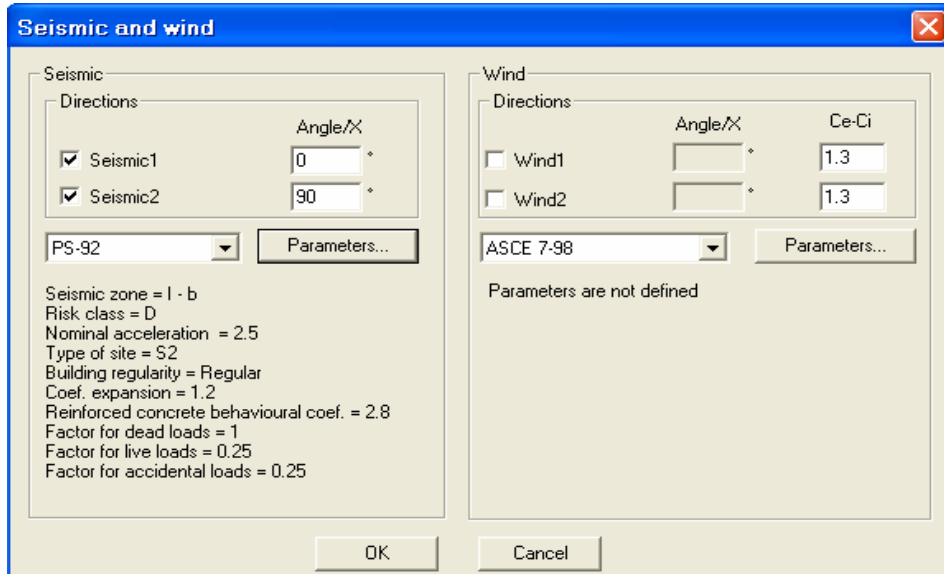 Seismic and wind
Seismic
Directions
Angle/X
Seismic1 0 °
Seismic2 90 °
PS-92 Parameters...
Seismic zone = I - b
Risk class = D
Nominal acceleration = 2.5
Type of site = S2
Building regularity = Regular
Coef. expansion = 1.2
Reinforced concrete behavioural coef. = 2.8
Factor for dead loads = 1
Factor for live loads = 0.25
Factor for accidental loads = 0.25
Wind
Directions
Angle/X Ce-Ci
Wind1 ° 1.3
Wind2 ° 1.3
ASCE 7-98 Parameters...
Parameters are not defined
OK Cancel